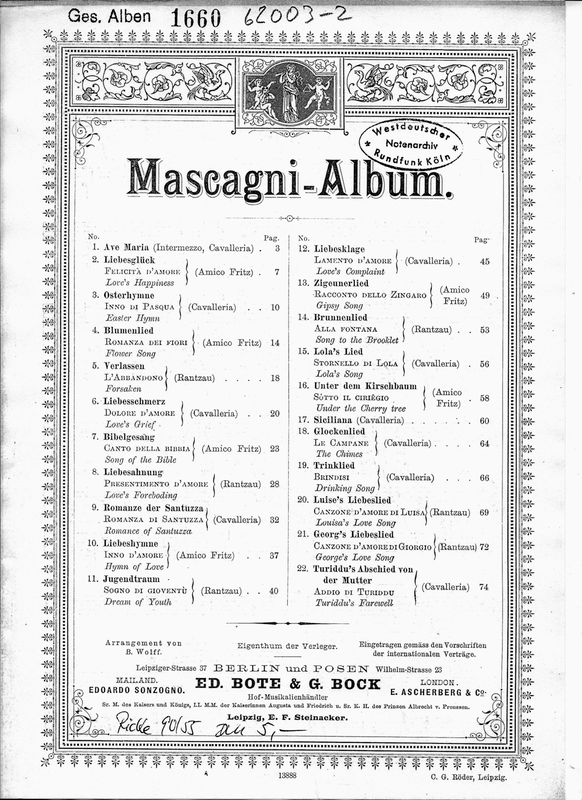 Ges. Alben 1660 62003-2
Westdeutscher
Notenarchiv
Rundfunk Köln
Mascagni-Album.
No. Pag.
1. Ave Maria (Intermezzo, Cavalleria) . 3
2. Liebesglück
Felicità d'amore (Amico Fritz) . 7
Love's Happiness
3. Osterhymne
Inno di Pasqua (Cavalleria) . . 10
Easter Hymn
4. Blumenlied
Romanza dei fiori (Amico Fritz) 14
Flower Song
5. Verlassen
L'Abbandono (Rantzau) . . . . . 18
Forsaken
6. Liebesschmerz
Dolore d'amore (Cavalleria) . . . 20
Love's Grief
7. Bibelgesang
Canto della bibbia (Amico Fritz) 23
Song of the Bible
8. Liebesahnung
Presentimento d'amore (Rantzau) 28
Love's Foreboding
9. Romanze der Santuzza
Romanza di Santuzza (Cavalleria) 32
Romance of Santuzza
10. Liebeshymne
Inno d'amore (Amico Fritz) . . 37
Hymn of Love
11. Jugendtraum
Sogno di gioventù (Rantzau) . . 40
Dream of Youth
No. Pag.
12. Liebesklage
Lamento d'amore (Cavalleria) . 45
Love's Complaint
13. Zigeunerlied
Racconto dello Zingaro (Amico Fritz) 49
Gipsy Song
14. Brunnenlied
Alla fontana (Rantzau) . . 53
Song to the Brooklet
15. Lola's Lied
Stornello di Lola (Cavalleria) . 56
Lola's Song
16. Unter dem Kirschbaum
Sòtto il ciriègio (Amico Fritz) . 58
Under the Cherry tree
17. Siciliana (Cavalleria) . . . . . . 60
18. Glockenlied
Le Campane (Cavalleria) . . . . 64
The Chimes
19. Trinklied
Brindisi (Cavalleria) . . . 66
Drinking Song
20. Luise's Liebeslied
Canzone d'amore di Luisa (Rantzau) 69
Louisa's Love Song
21. Georg's Liebeslied
Canzone d'amore di Giorgio (Rantzau) 72
George's Love Song
22. Turiddu's Abschied von
der Mutter
Addio di Turiddu (Cavalleria) 74
Turiddu's Farewell
Arrangement von
B. Wolff.
Eigenthum der Verleger.
Eingetragen gemäss den Vorschriften
der internationalen Verträge.
Leipziger-Strasse 37 BERLIN und POSEN Wilhelm-Strasse 23
MAILAND.
EDOARDO SONZOGNO.
ED. BOTE & G. BOCK
LONDON.
E. ASCHERBERG & Co.
Hof-Musikalienhändler
Sr. M. des Kaisers und Königs, I.I. M.M. der Kaiserinnen Augusta und Friedrich u. Sr. K. H. des Prinzen Albrecht v. Preussen.
Leipzig, E. F. Steinacker.
90/55 5,—
13888
C. G. Röder, Leipzig.